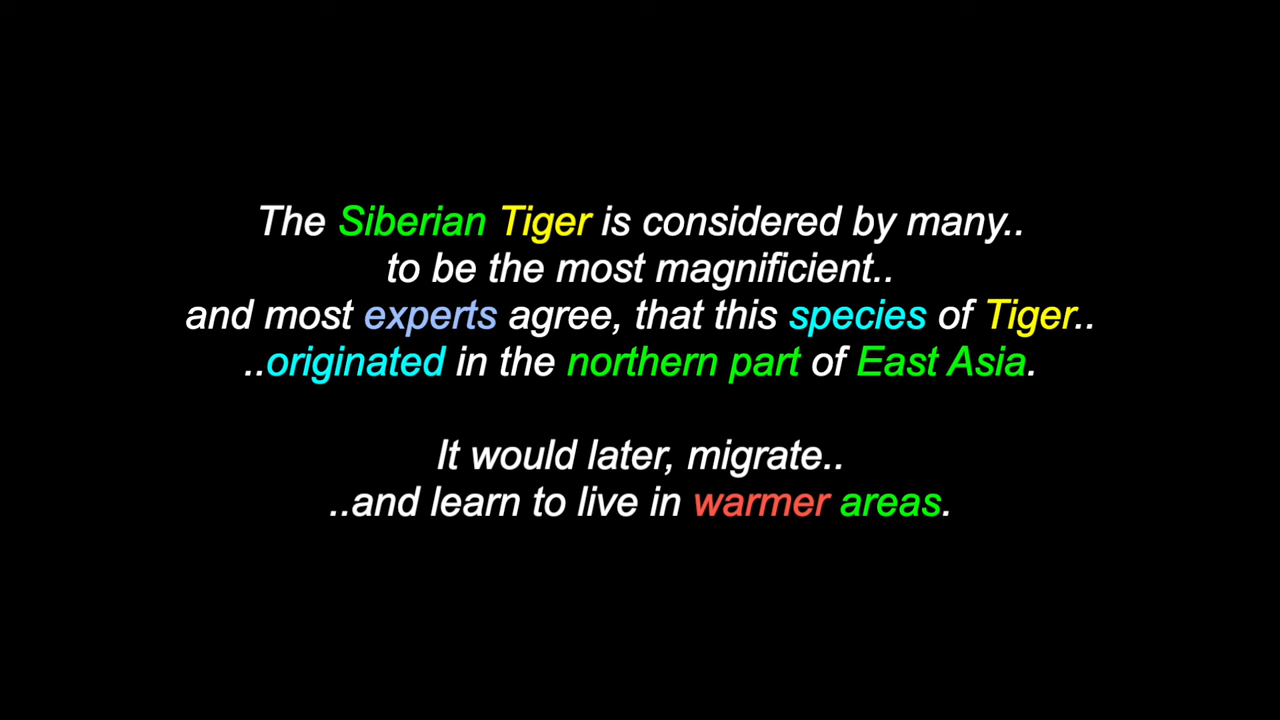 The Siberian Tiger is considered by many..
to be the most magnificient..
and most experts agree, that this species of Tiger..
..originated in the northern part of East Asia.
It would later, migrate..
..and learn to live in warmer areas.